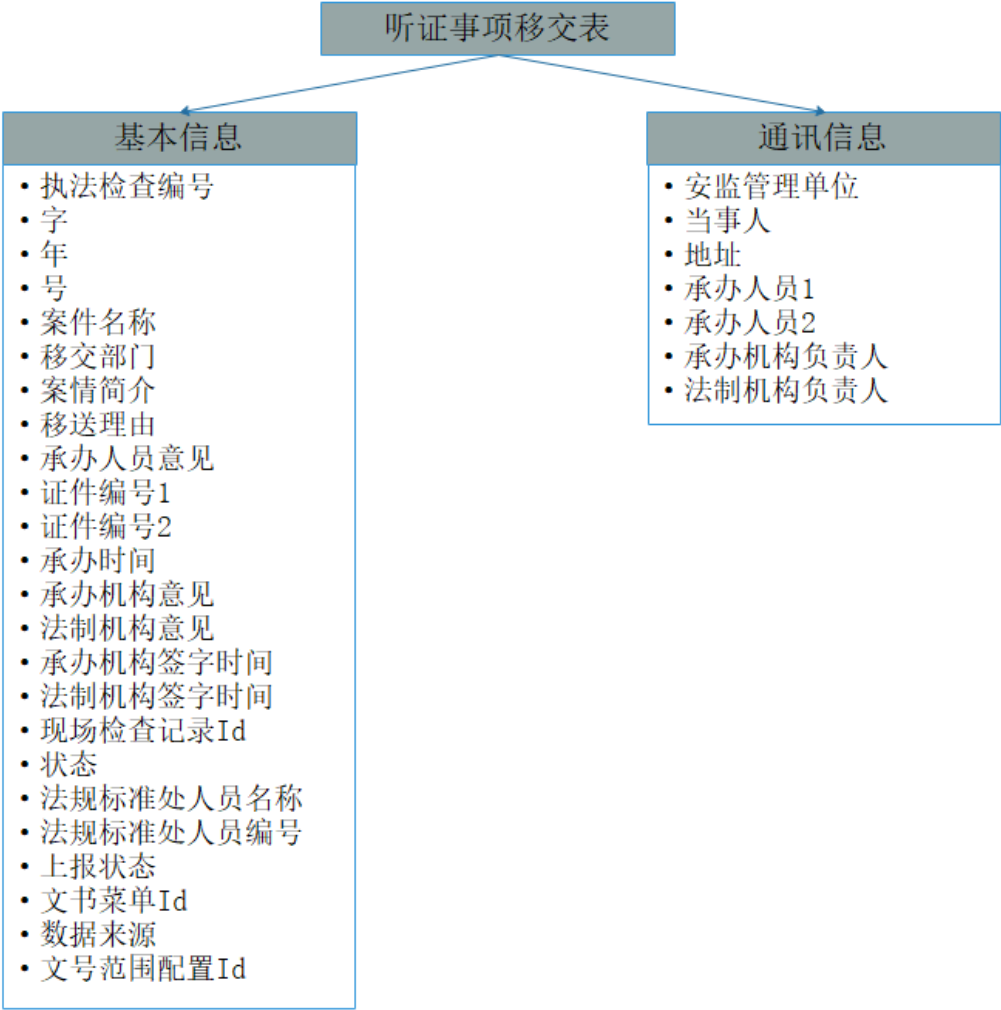 听证事项移交表
基本信息
• 执法检查编号
• 字
• 年
• 号
• 案件名称
• 移交部门
• 案情简介
• 移送理由
• 承办人员意见
• 证件编号1
• 证件编号2
• 承办时间
• 承办机构意见
• 法制机构意见
• 承办机构签字时间
• 法制机构签字时间
• 现场检查记录Id
• 状态
• 法规标准处人员名称
• 法规标准处人员编号
• 上报状态
• 文书菜单Id
• 数据来源
• 文号范围配置Id
通讯信息
• 安监管理单位
• 当事人
• 地址
• 承办人员1
• 承办人员2
• 承办机构负责人
• 法制机构负责人